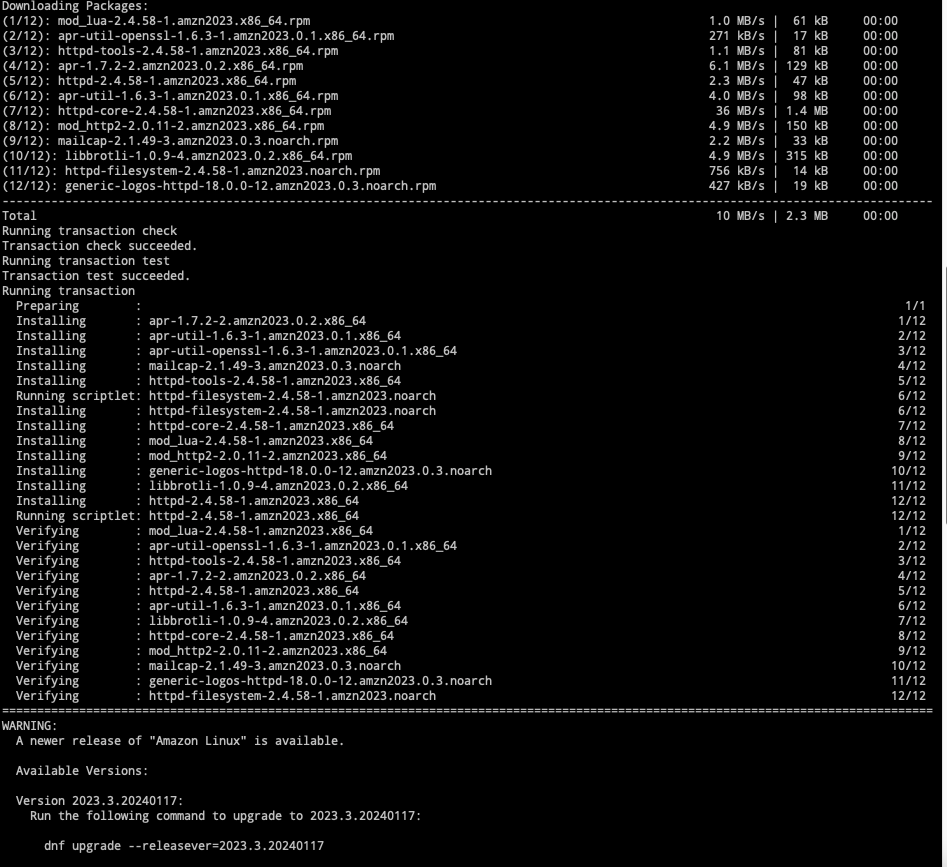 Downloading Packages:
(1/12): mod_lua-2.4.58-1.amzn2023.x86_64.rpm 1.0 MB/s | 61 kB 00:00
(2/12): apr-util-openssl-1.6.3-1.amzn2023.0.1.x86_64.rpm 271 kB/s | 17 kB 00:00
(3/12): httpd-tools-2.4.58-1.amzn2023.x86_64.rpm 1.1 MB/s | 81 kB 00:00
(4/12): apr-1.7.2-2.amzn2023.0.2.x86_64.rpm 6.1 MB/s | 129 kB 00:00
(5/12): httpd-2.4.58-1.amzn2023.x86_64.rpm 2.3 MB/s | 47 kB 00:00
(6/12): apr-util-1.6.3-1.amzn2023.0.1.x86_64.rpm 4.0 MB/s | 98 kB 00:00
(7/12): httpd-core-2.4.58-1.amzn2023.x86_64.rpm 36 MB/s | 1.4 MB 00:00
(8/12): mod_http2-2.0.11-2.amzn2023.x86_64.rpm 4.9 MB/s | 150 kB 00:00
(9/12): mailcap-2.1.49-3.amzn2023.0.3.noarch.rpm 2.2 MB/s | 33 kB 00:00
(10/12): libbrotli-1.0.9-4.amzn2023.0.2.x86_64.rpm 4.9 MB/s | 315 kB 00:00
(11/12): httpd-filesystem-2.4.58-1.amzn2023.noarch.rpm 756 kB/s | 14 kB 00:00
(12/12): generic-logos-httpd-18.0.0-12.amzn2023.0.3.noarch.rpm 427 kB/s | 19 kB 00:00
--------------------------------------------------------------------------------
Total 10 MB/s | 2.3 MB 00:00
Running transaction check
Transaction check succeeded.
Running transaction test
Transaction test succeeded.
Running transaction
Preparing : 1/1
Installing : apr-1.7.2-2.amzn2023.0.2.x86_64 1/12
Installing : apr-util-1.6.3-1.amzn2023.0.1.x86_64 2/12
Installing : apr-util-openssl-1.6.3-1.amzn2023.0.1.x86_64 3/12
Installing : mailcap-2.1.49-3.amzn2023.0.3.noarch 4/12
Installing : httpd-tools-2.4.58-1.amzn2023.x86_64 5/12
Running scriptlet: httpd-filesystem-2.4.58-1.amzn2023.noarch 6/12
Installing : httpd-filesystem-2.4.58-1.amzn2023.noarch 6/12
Installing : httpd-core-2.4.58-1.amzn2023.x86_64 7/12
Installing : mod_lua-2.4.58-1.amzn2023.x86_64 8/12
Installing : mod_http2-2.0.11-2.amzn2023.x86_64 9/12
Installing : generic-logos-httpd-18.0.0-12.amzn2023.0.3.noarch 10/12
Installing : libbrotli-1.0.9-4.amzn2023.0.2.x86_64 11/12
Installing : httpd-2.4.58-1.amzn2023.x86_64 12/12
Running scriptlet: httpd-2.4.58-1.amzn2023.x86_64 12/12
Verifying : mod_lua-2.4.58-1.amzn2023.x86_64 1/12
Verifying : apr-util-openssl-1.6.3-1.amzn2023.0.1.x86_64 2/12
Verifying : httpd-tools-2.4.58-1.amzn2023.x86_64 3/12
Verifying : apr-1.7.2-2.amzn2023.0.2.x86_64 4/12
Verifying : httpd-2.4.58-1.amzn2023.x86_64 5/12
Verifying : apr-util-1.6.3-1.amzn2023.0.1.x86_64 6/12
Verifying : libbrotli-1.0.9-4.amzn2023.0.2.x86_64 7/12
Verifying : httpd-core-2.4.58-1.amzn2023.x86_64 8/12
Verifying : mod_http2-2.0.11-2.amzn2023.x86_64 9/12
Verifying : mailcap-2.1.49-3.amzn2023.0.3.noarch 10/12
Verifying : generic-logos-httpd-18.0.0-12.amzn2023.0.3.noarch 11/12
Verifying : httpd-filesystem-2.4.58-1.amzn2023.noarch 12/12
================================================================================
WARNING:
A newer release of "Amazon Linux" is available.
Available Versions:
Version 2023.3.20240117:
Run the following command to upgrade to 2023.3.20240117:
dnf upgrade --releasever=2023.3.20240117